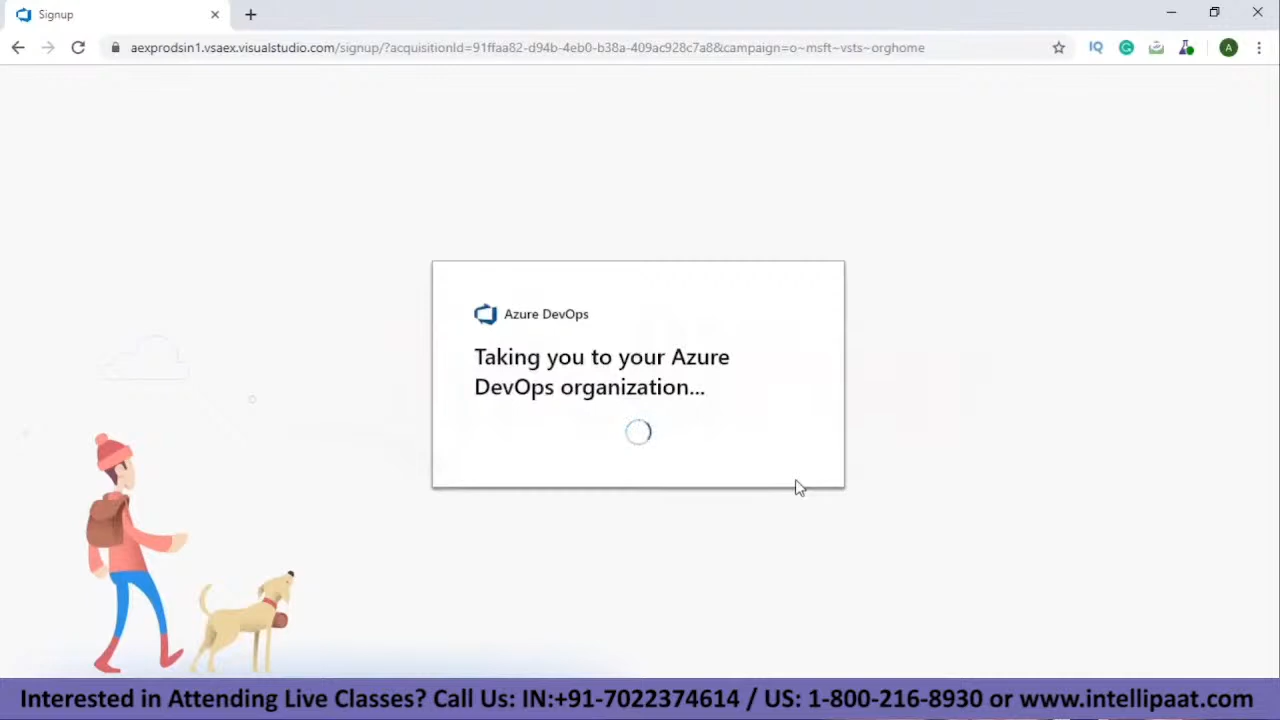 Signup
aexprodsin1.vsaex.visualstudio.com/signup/?acquisitionId=91ffaa82-d94b-4eb0-b38a-409ac928c7a8&campaign=o~msft~vsts~orghome
IQ
A
Azure DevOps
Taking you to your Azure
DevOps organization...
Interested in Attending Live Classes? Call Us: IN:+91-7022374614 / US: 1-800-216-8930 or www.intellipaat.com